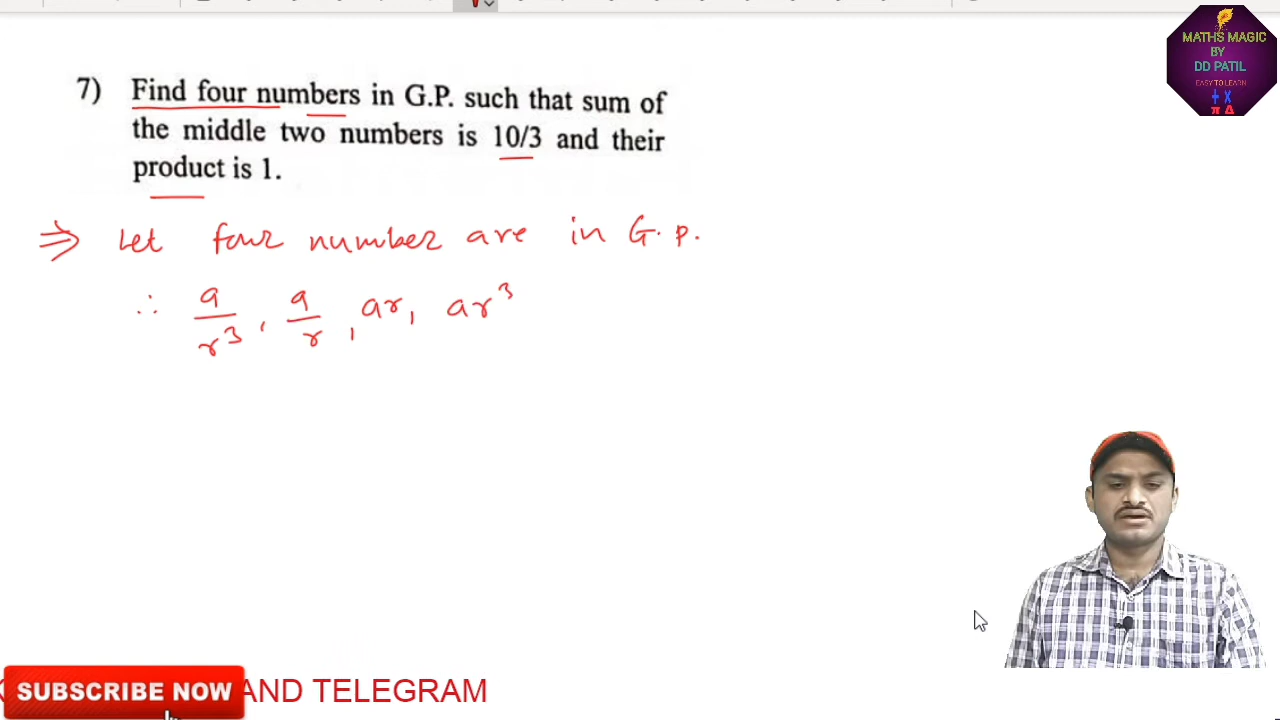 MATHS MAGIC
BY
DD PATIL
EASY TO LEARN
+ X
π Δ
7) Find four numbers in G.P. such that sum of
the middle two numbers is 10/3 and their
product is 1.
⇒ Let four number are in G.P.
∴ a/r³, a/r, ar, ar³
SUBSCRIBE NOW AND TELEGRAM